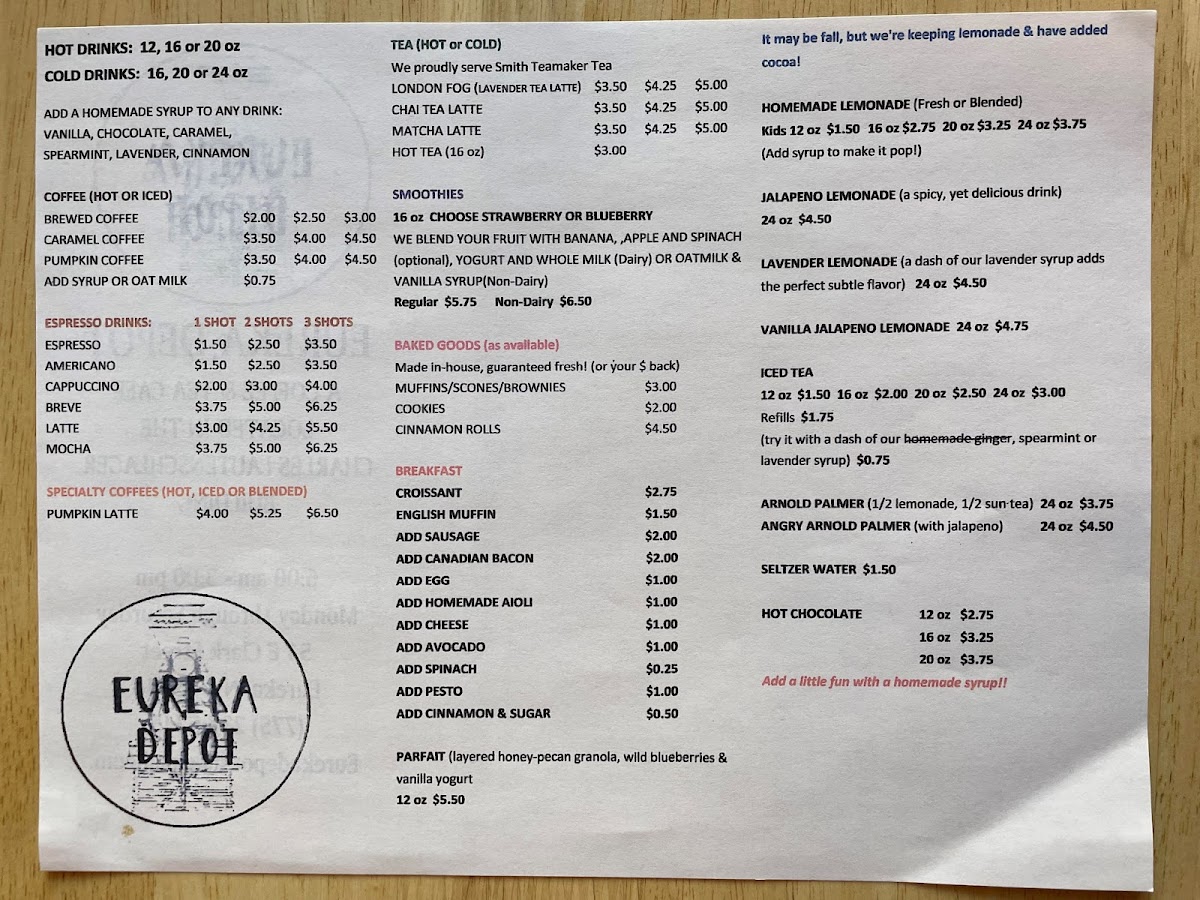 HOT DRINKS: 12, 16 or 20 oz
COLD DRINKS: 16, 20 or 24 oz
ADD A HOMEMADE SYRUP TO ANY DRINK:
VANILLA, CHOCOLATE, CARAMEL,
SPEARMINT, LAVENDER, CINNAMON
COFFEE (HOT OR ICED)
BREWED COFFEE $2.00 $2.50 $3.00
CARAMEL COFFEE $3.50 $4.00 $4.50
PUMPKIN COFFEE $3.50 $4.00 $4.50
ADD SYRUP OR OAT MILK $0.75
ESPRESSO DRINKS: 1 SHOT 2 SHOTS 3 SHOTS
ESPRESSO $1.50 $2.50 $3.50
AMERICANO $1.50 $2.50 $3.50
CAPPUCCINO $2.00 $3.00 $4.00
BREVE $3.75 $5.00 $6.25
LATTE $3.00 $4.25 $5.50
MOCHA $3.75 $5.00 $6.25
SPECIALTY COFFEES (HOT, ICED OR BLENDED)
PUMPKIN LATTE $4.00 $5.25 $6.50
EUREKA
DEPOT
TEA (HOT or COLD)
We proudly serve Smith Teamaker Tea
LONDON FOG (LAVENDER TEA LATTE) $3.50 $4.25 $5.00
CHAI TEA LATTE $3.50 $4.25 $5.00
MATCHA LATTE $3.50 $4.25 $5.00
HOT TEA (16 oz) $3.00
SMOOTHIES
16 oz CHOOSE STRAWBERRY OR BLUEBERRY
WE BLEND YOUR FRUIT WITH BANANA, ,APPLE AND SPINACH
(optional), YOGURT AND WHOLE MILK (Dairy) OR OATMILK &
VANILLA SYRUP(Non-Dairy)
Regular $5.75 Non-Dairy $6.50
BAKED GOODS (as available)
Made in-house, guaranteed fresh! (or your $ back)
MUFFINS/SCONES/BROWNIES $3.00
COOKIES $2.00
CINNAMON ROLLS $4.50
BREAKFAST
CROISSANT $2.75
ENGLISH MUFFIN $1.50
ADD SAUSAGE $2.00
ADD CANADIAN BACON $2.00
ADD EGG $1.00
ADD HOMEMADE AIOLI $1.00
ADD CHEESE $1.00
ADD AVOCADO $1.00
ADD SPINACH $0.25
ADD PESTO $1.00
ADD CINNAMON & SUGAR $0.50
PARFAIT (layered honey-pecan granola, wild blueberries &
vanilla yogurt
12 oz $5.50
It may be fall, but we're keeping lemonade & have added
cocoa!
HOMEMADE LEMONADE (Fresh or Blended)
Kids 12 oz $1.50 16 oz $2.75 20 oz $3.25 24 oz $3.75
(Add syrup to make it pop!)
JALAPENO LEMONADE (a spicy, yet delicious drink)
24 oz $4.50
LAVENDER LEMONADE (a dash of our lavender syrup adds
the perfect subtle flavor) 24 oz $4.50
VANILLA JALAPENO LEMONADE 24 oz $4.75
ICED TEA
12 oz $1.50 16 oz $2.00 20 oz $2.50 24 oz $3.00
Refills $1.75
(try it with a dash of our homemade ginger, spearmint or
lavender syrup) $0.75
ARNOLD PALMER (1/2 lemonade, 1/2 sun-tea) 24 oz $3.75
ANGRY ARNOLD PALMER (with jalapeno) 24 oz $4.50
SELTZER WATER $1.50
HOT CHOCOLATE 12 oz $2.75
16 oz $3.25
20 oz $3.75
Add a little fun with a homemade syrup!!